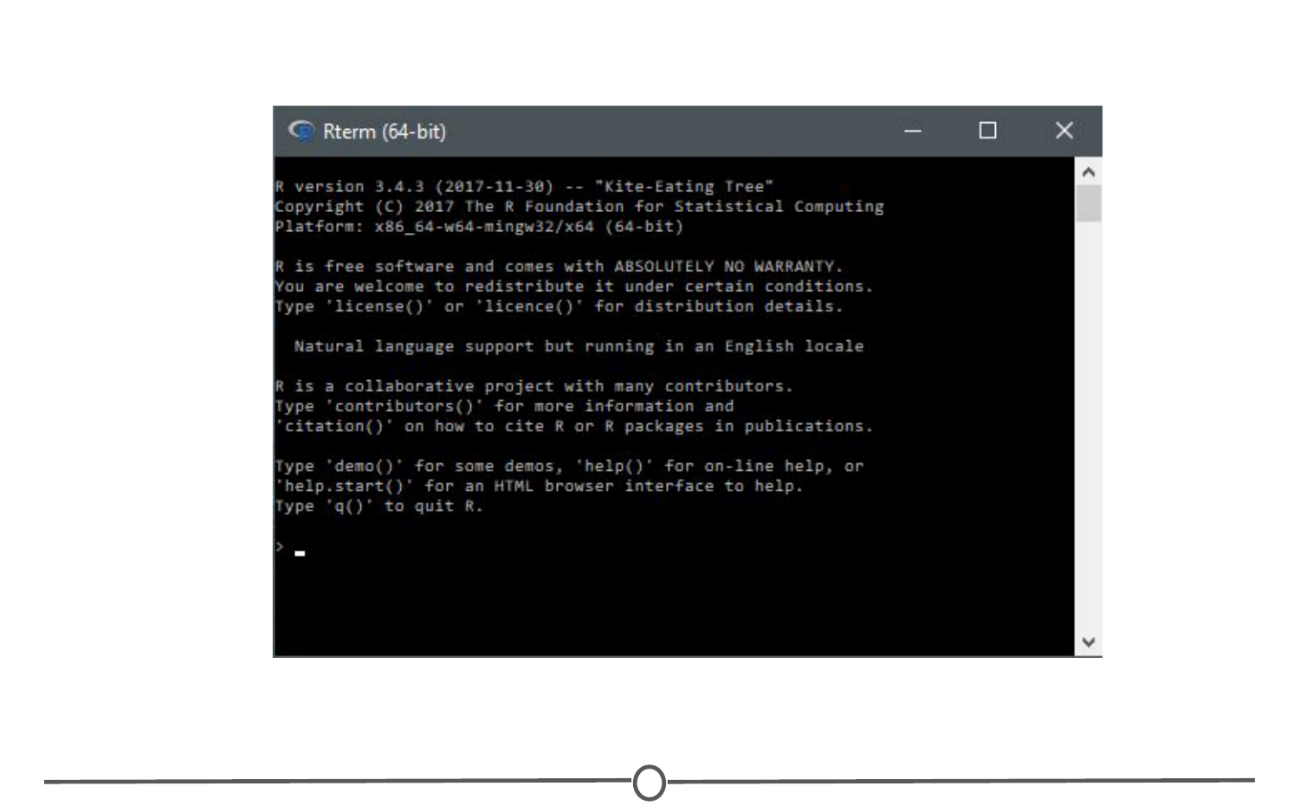 Rterm (64-bit)
R version 3.4.3 (2017-11-30) -- "Kite-Eating Tree"
Copyright (C) 2017 The R Foundation for Statistical Computing
Platform: x86_64-w64-mingw32/x64 (64-bit)
R is free software and comes with ABSOLUTELY NO WARRANTY.
You are welcome to redistribute it under certain conditions.
Type 'license()' or 'licence()' for distribution details.
Natural language support but running in an English locale
R is a collaborative project with many contributors.
Type 'contributors()' for more information and
'citation()' on how to cite R or R packages in publications.
Type 'demo()' for some demos, 'help()' for on-line help, or
'help.start()' for an HTML browser interface to help.
Type 'q()' to quit R.
> _